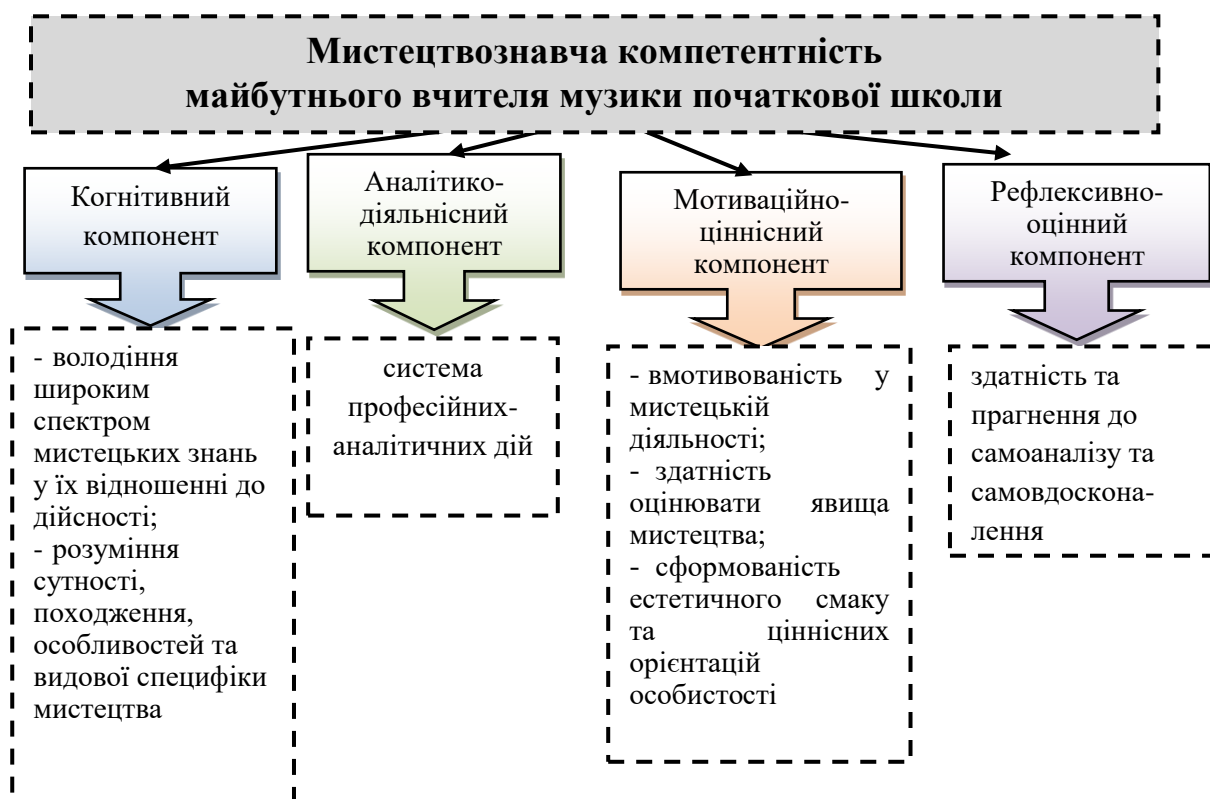 Мистецтвознавча компетентність
майбутнього вчителя музики початкової школи
Когнітивний
компонент
Аналітико-
діяльнісний
компонент
Мотиваційно-
ціннісний
компонент
Рефлексивно-
оцінний
компонент
- володіння
широким
спектром
мистецьких знань
у їх відношенні до
дійсності;
- розуміння
сутності,
походження,
особливостей та
видової специфіки
мистецтва
система
професійних-
аналітичних дій
- вмотивованість у
мистецькій
діяльності;
- здатність
оцінювати явища
мистецтва;
- сформованість
естетичного смаку
та ціннісних
орієнтацій
особистості
здатність та
прагнення до
самоаналізу та
самовдоскона-
лення